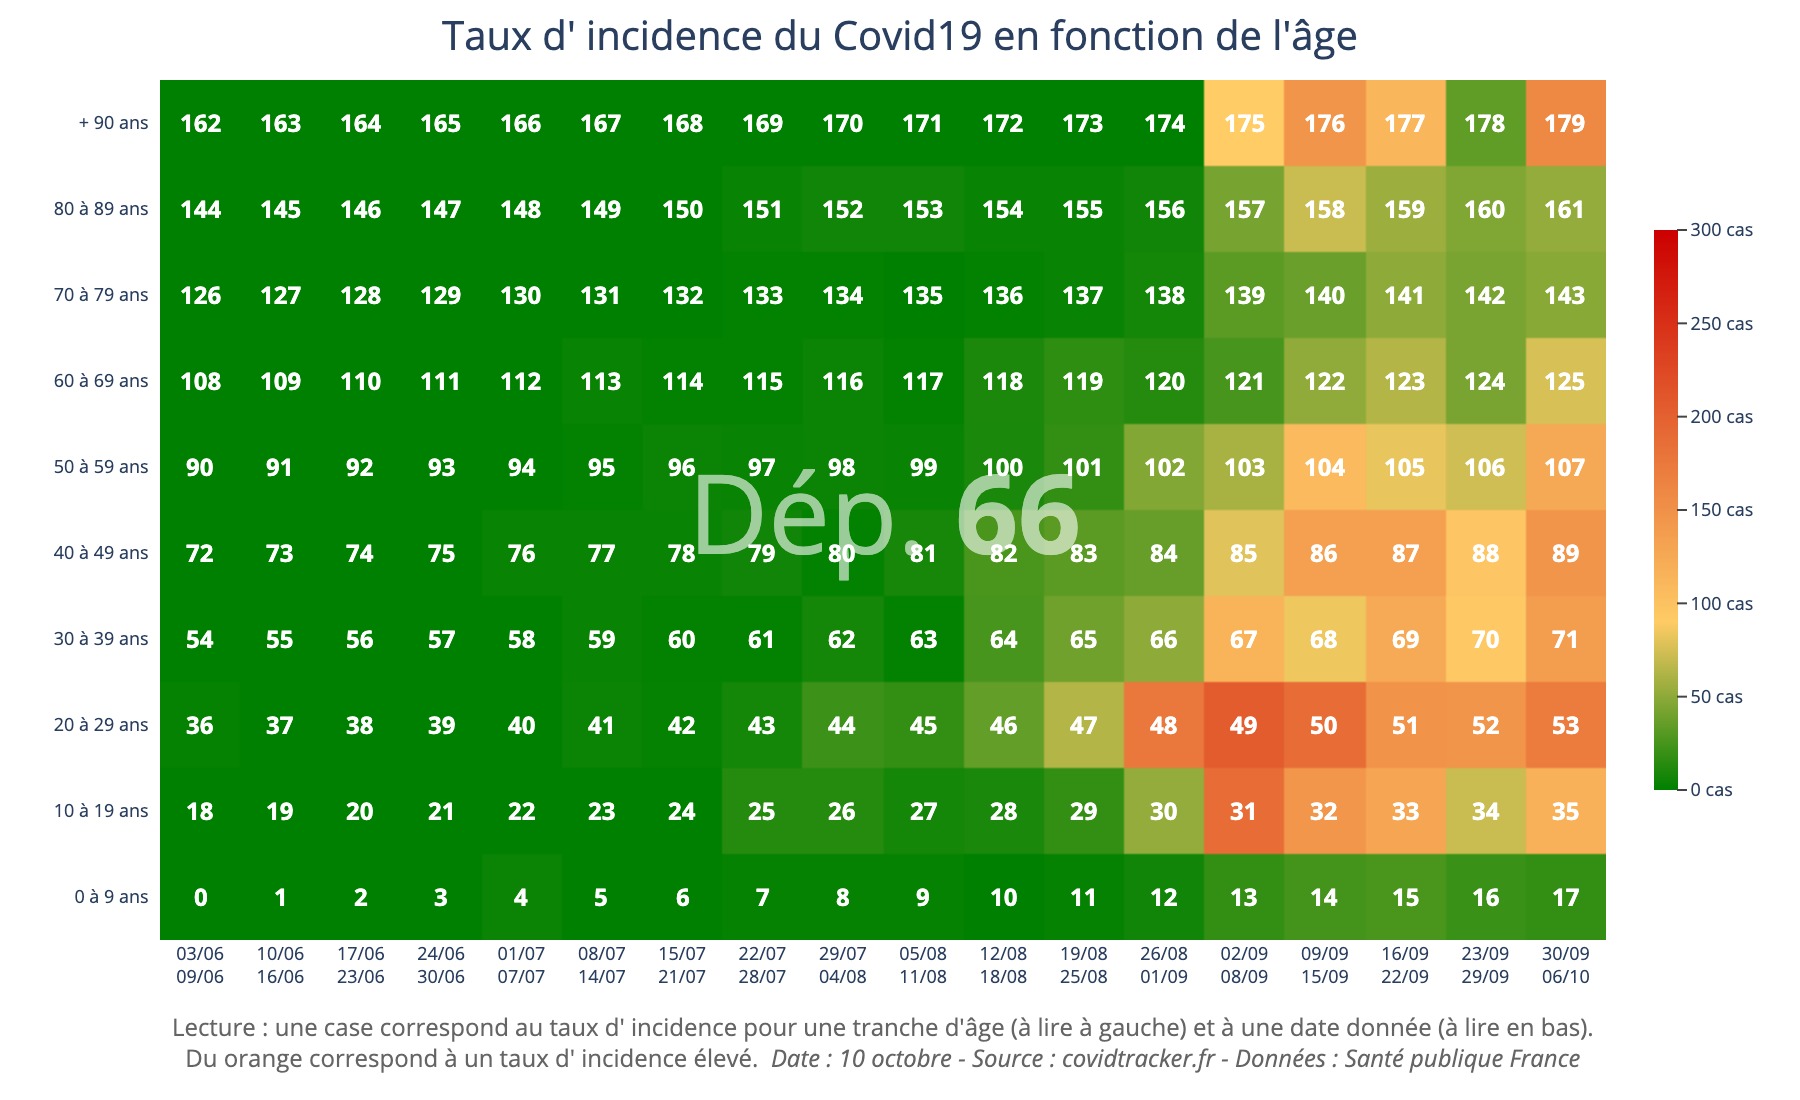 Taux d' incidence du Covid19 en fonction de l'âge
+ 90 ans 162 163 164 165 166 167 168 169 170 171 172 173 174 175 176 177 178 179
80 à 89 ans 144 145 146 147 148 149 150 151 152 153 154 155 156 157 158 159 160 161
300 cas
70 à 79 ans 126 127 128 129 130 131 132 133 134 135 136 137 138 139 140 141 142 143
250 cas
60 à 69 ans 108 109 110 111 112 113 114 115 116 117 118 119 120 121 122 123 124 125
200 cas
50 à 59 ans 90 91 92 93 94 95 96 97 98 99 100 101 102 103 104 105 106 107
Dép. 66
150 cas
40 à 49 ans 72 73 74 75 76 77 78 79 80 81 82 83 84 85 86 87 88 89
100 cas
30 à 39 ans 54 55 56 57 58 59 60 61 62 63 64 65 66 67 68 69 70 71
50 cas
20 à 29 ans 36 37 38 39 40 41 42 43 44 45 46 47 48 49 50 51 52 53
0 cas
10 à 19 ans 18 19 20 21 22 23 24 25 26 27 28 29 30 31 32 33 34 35
0 à 9 ans 0 1 2 3 4 5 6 7 8 9 10 11 12 13 14 15 16 17
03/06 10/06 17/06 24/06 01/07 08/07 15/07 22/07 29/07 05/08 12/08 19/08 26/08 02/09 09/09 16/09 23/09 30/09
09/06 16/06 23/06 30/06 07/07 14/07 21/07 28/07 04/08 11/08 18/08 25/08 01/09 08/09 15/09 22/09 29/09 06/10
Lecture : une case correspond au taux d' incidence pour une tranche d'âge (à lire à gauche) et à une date donnée (à lire en bas).
Du orange correspond à un taux d' incidence élevé. Date : 10 octobre - Source : covidtracker.fr - Données : Santé publique France